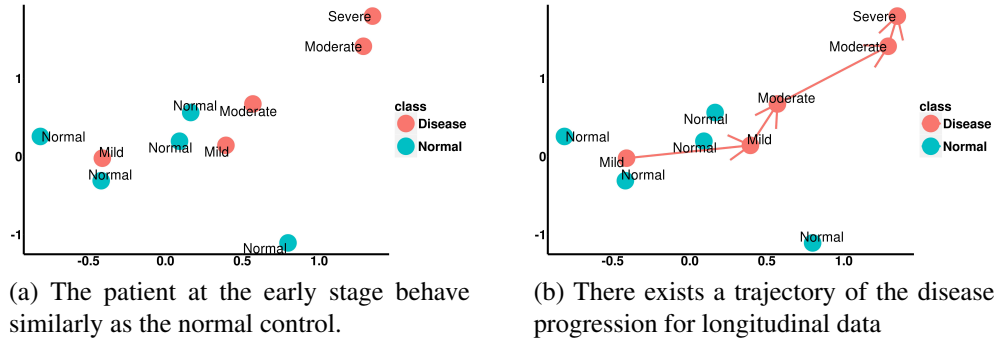 Severe
Moderate
1
Normal
Moderate
Normal
Normal
Mild
Mild
0
Normal
-1
Normal
-0.5
0.0
0.5
1.0
class
Disease
Normal
(a) The patient at the early stage behave
similarly as the normal control.
Severe
Moderate
1
Moderate
Normal
Normal
Mild
Normal
0
Mild
Normal
-1
Normal
-0.5
0.0
0.5
1.0
class
Disease
Normal
(b) There exists a trajectory of the disease
progression for longitudinal data